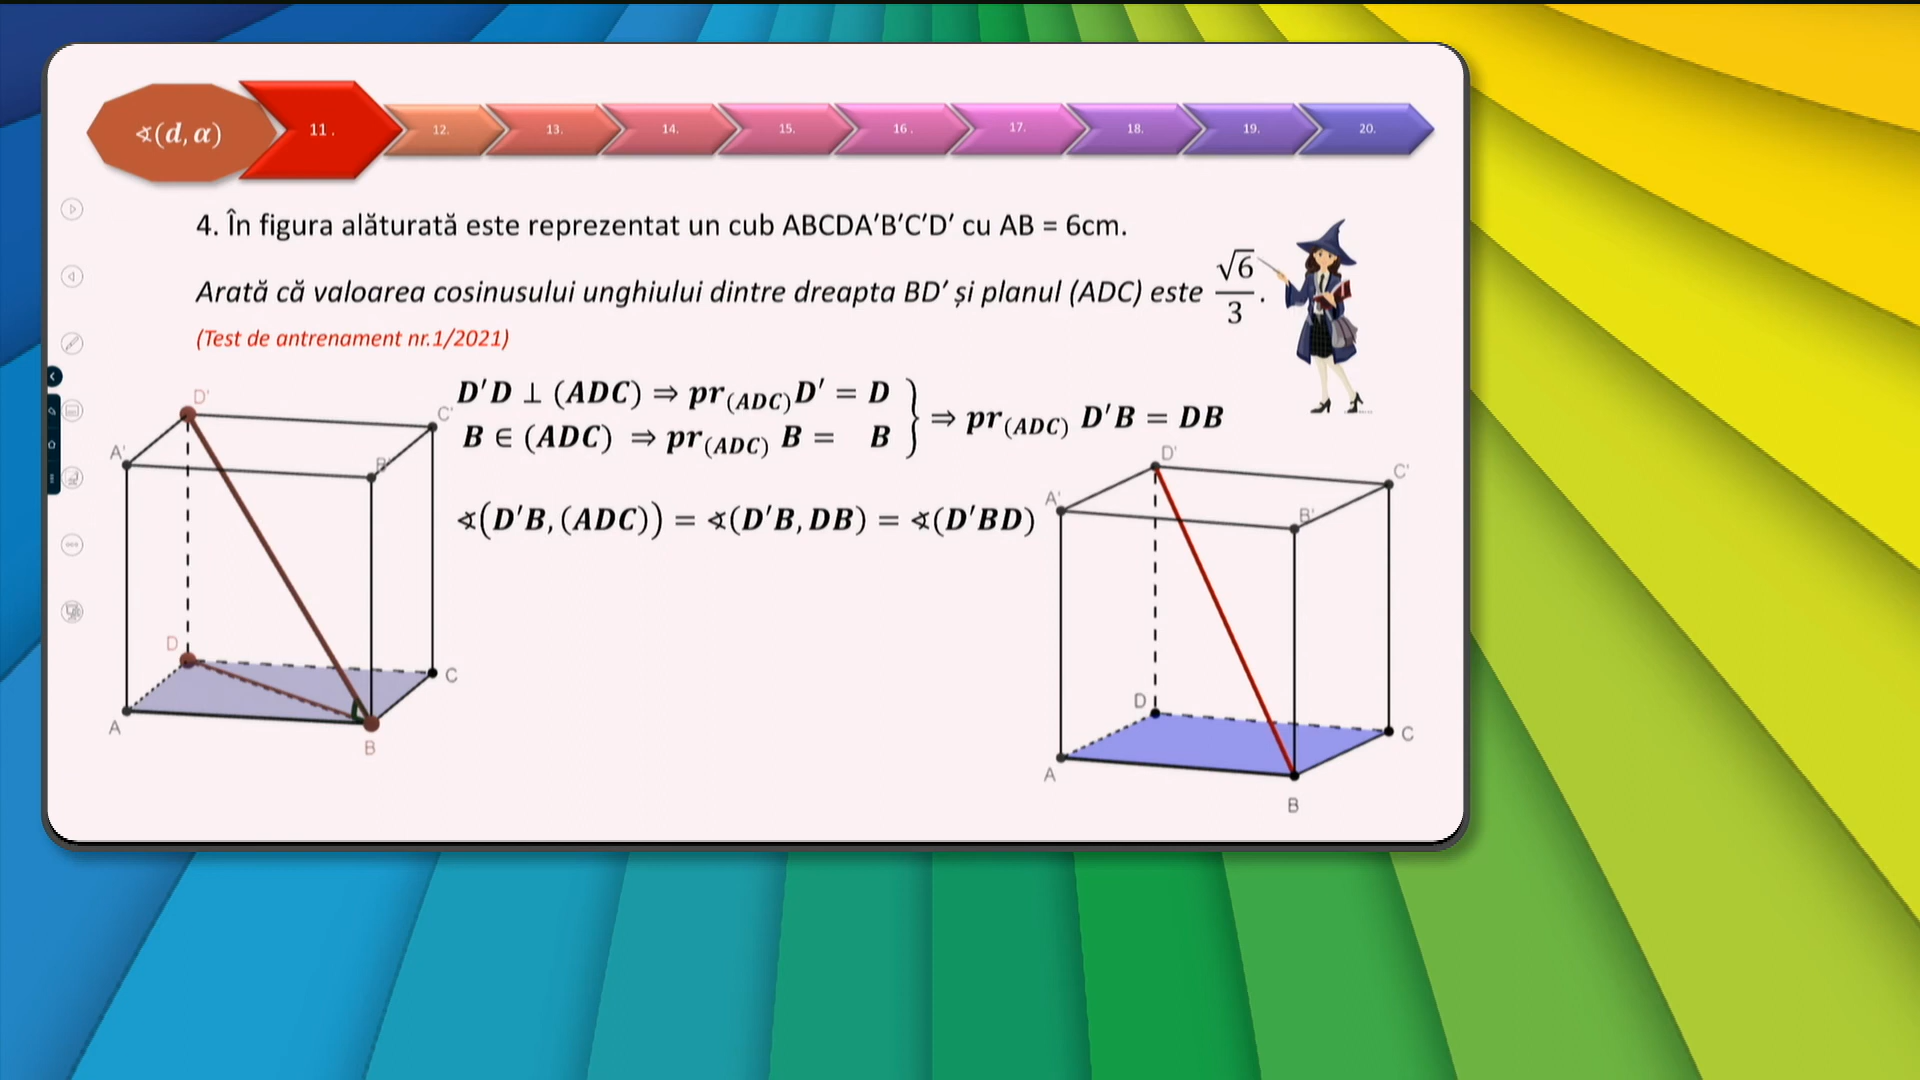 ∢(d, α)
11.
12.
13.
14.
15.
16.
17.
18.
19.
20.
4. În figura alăturată este reprezentat un cub ABCDA′B′C′D′ cu AB = 6cm.
Arată că valoarea cosinusului unghiului dintre dreapta BD′ și planul (ADC) este √6/3.
(Test de antrenament nr.1/2021)
D′D ⊥ (ADC) ⇒ pr(ADC)D′ = D
B ∈ (ADC) ⇒ pr(ADC) B = B
} ⇒ pr(ADC) D′B = DB
∢(D′B, (ADC)) = ∢(D′B, DB) = ∢(D′BD)
D'
C'
A'
B'
D
C
A
B
D'
C'
A'
B'
D
C
A
B